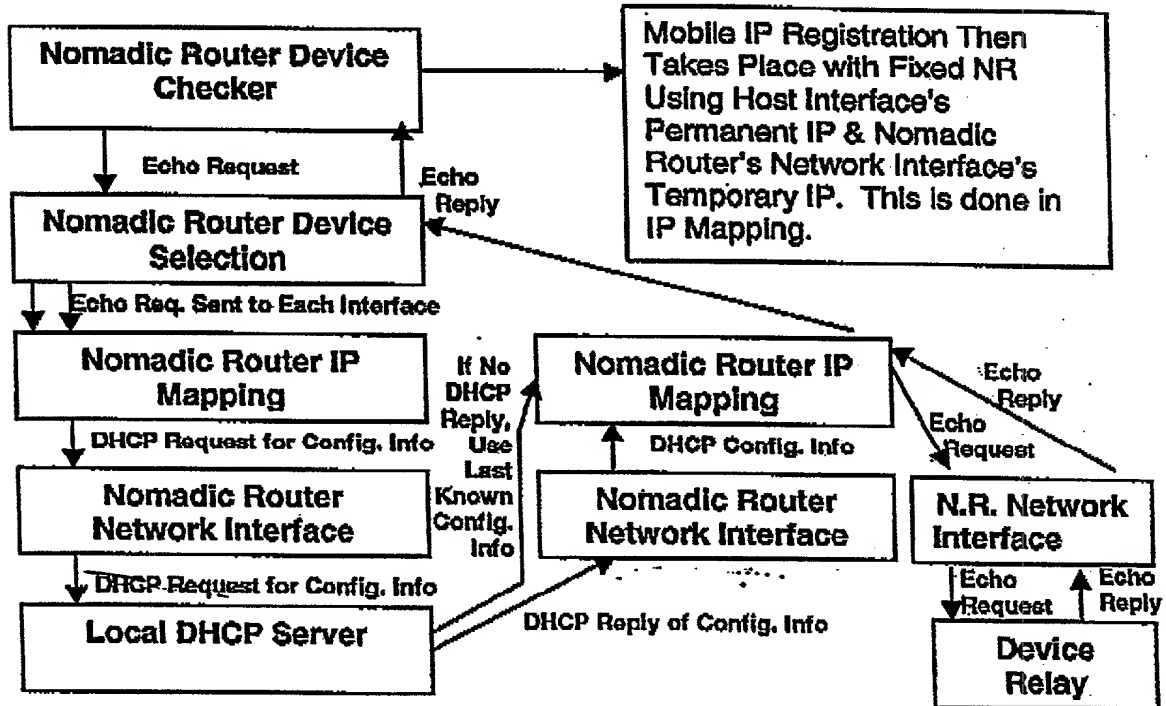 Nomadic Router Device
Checker
Mobile IP Registration Then
Takes Place with Fixed NR
Using Host Interface's
Permanent IP & Nomadic
Router's Network Interface's
Temporary IP. This is done in
IP Mapping.
Echo Request
Echo
Reply
Nomadic Router Device
Selection
Echo Req. Sent to Each Interface
Nomadic Router IP
Mapping
If No
DHCP
Reply,
Use
Last
Known
Config.
Info
Nomadic Router IP
Mapping
Echo
Reply
Echo
Request
DHCP Request for Config. Info
DHCP Config. Info
Nomadic Router
Network Interface
Nomadic Router
Network Interface
N.R. Network
Interface
DHCP Request for Config. Info
Echo
Request
Echo
Reply
Local DHCP Server
DHCP Reply of Config. Info
Device
Relay